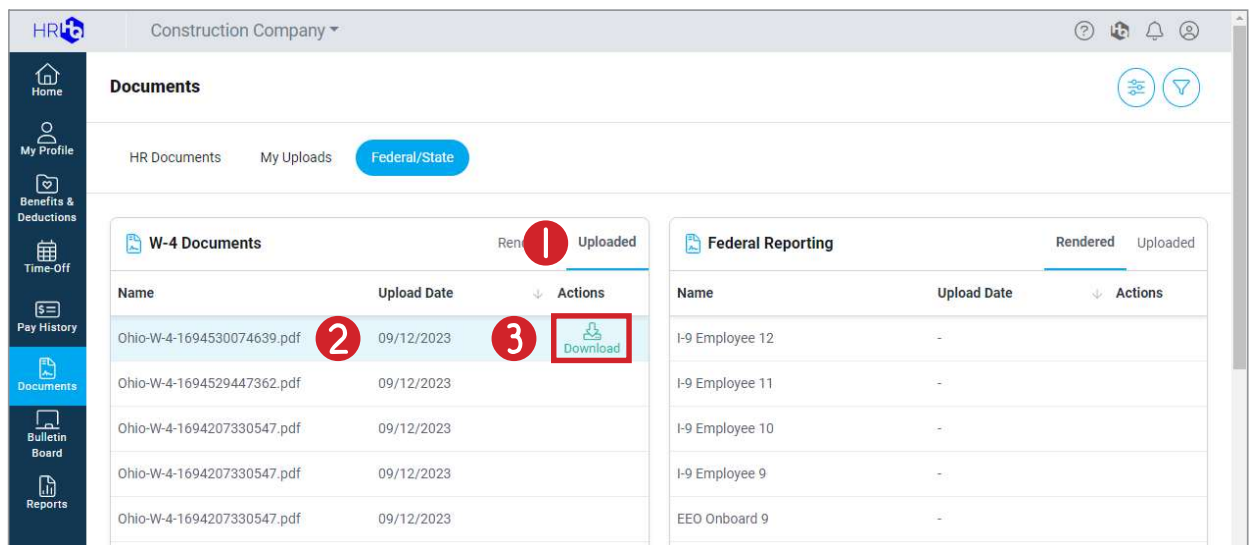 HRHb Construction Company
Home
My Profile
Benefits &
Deductions
Time-Off
Pay History
Documents
Bulletin
Board
Reports
Documents
HR Documents My Uploads Federal/State
W-4 Documents 1 Uploaded
Name Upload Date Actions
Ohio-W-4-1694530074639.pdf 2 09/12/2023 3 Download
Ohio-W-4-1694529447362.pdf 09/12/2023
Ohio-W-4-1694207330547.pdf 09/12/2023
Ohio-W-4-1694207330547.pdf 09/12/2023
Ohio-W-4-1694207330547.pdf 09/12/2023
Federal Reporting Rendered Uploaded
Name Upload Date Actions
I-9 Employee 12 -
I-9 Employee 11 -
I-9 Employee 10 -
I-9 Employee 9 -
EEO Onboard 9 -